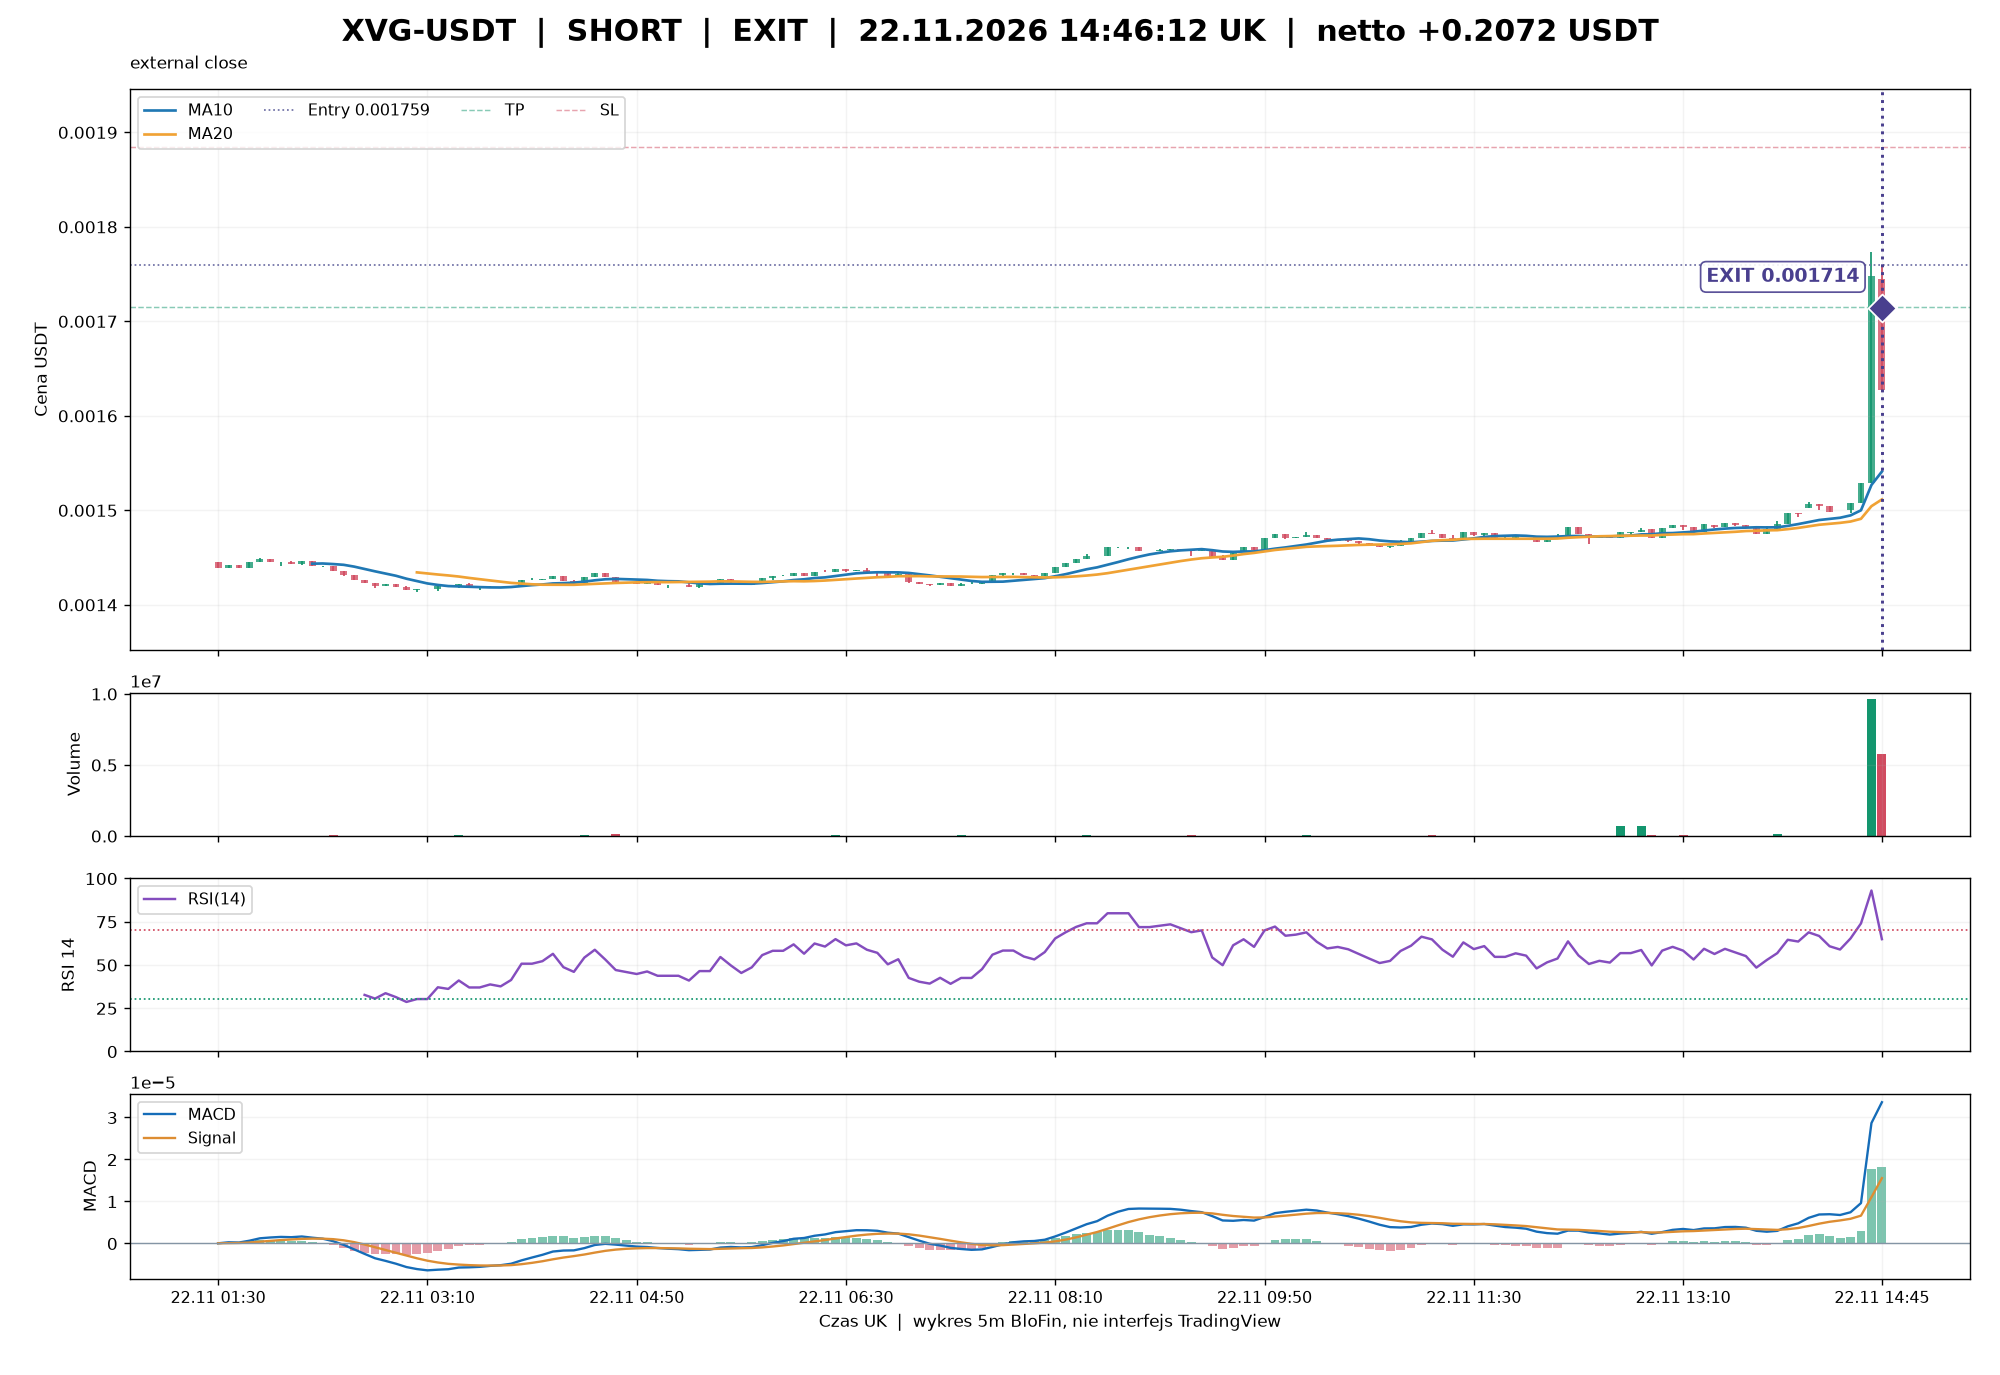 XVG-USDT | SHORT | EXIT | 22.11.2026 14:46:12 UK | netto +0.2072 USDT
external close
MA10
MA20
Entry 0.001759
TP
SL
0.0019
0.0018
0.0017
0.0016
0.0015
0.0014
Cena USDT
EXIT 0.001714
1e7
1.0
0.5
0.0
Volume
100
75
50
25
0
RSI 14
RSI(14)
1e−5
3
2
1
0
MACD
MACD
Signal
22.11 01:30
22.11 03:10
22.11 04:50
22.11 06:30
22.11 08:10
22.11 09:50
22.11 11:30
22.11 13:10
22.11 14:45
Czas UK | wykres 5m BloFin, nie interfejs TradingView